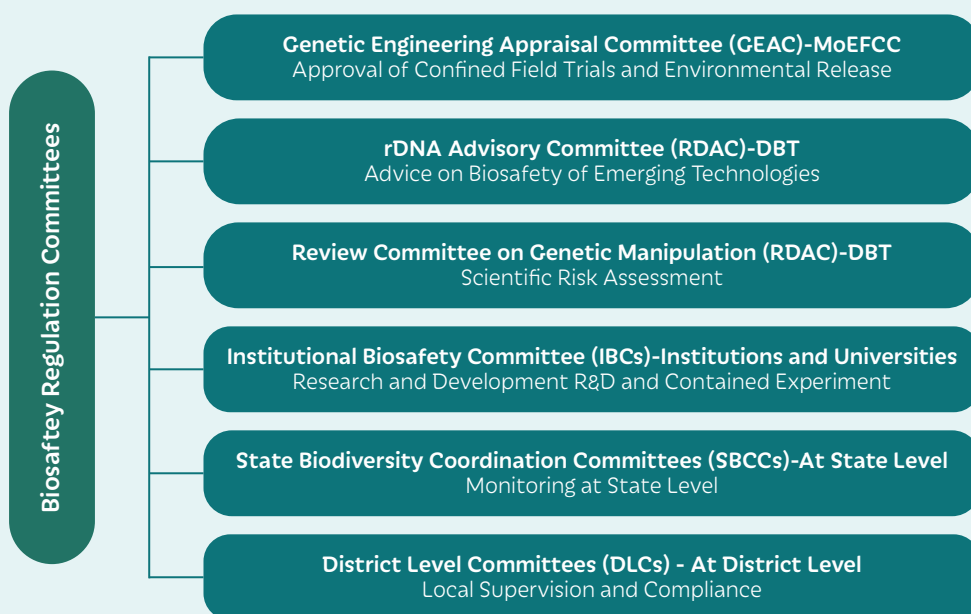 Biosaftey Regulation Committees
Genetic Engineering Appraisal Committee (GEAC)-MoEFCC
Approval of Confined Field Trials and Environmental Release
rDNA Advisory Committee (RDAC)-DBT
Advice on Biosafety of Emerging Technologies
Review Committee on Genetic Manipulation (RDAC)-DBT
Scientific Risk Assessment
Institutional Biosafety Committee (IBCs)-Institutions and Universities
Research and Development R&D and Contained Experiment
State Biodiversity Coordination Committees (SBCCs)-At State Level
Monitoring at State Level
District Level Committees (DLCs) - At District Level
Local Supervision and Compliance